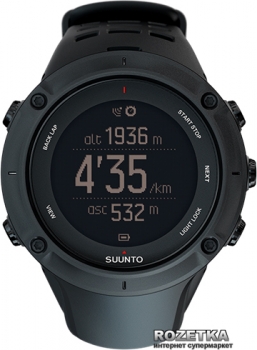 BACK LAP
START STOP
alt 1936 m
4'35 /km
asc 532 m
NEXT
VIEW
LIGHT LOCK
SUUNTO
ROZETKA
интернет супермаркет